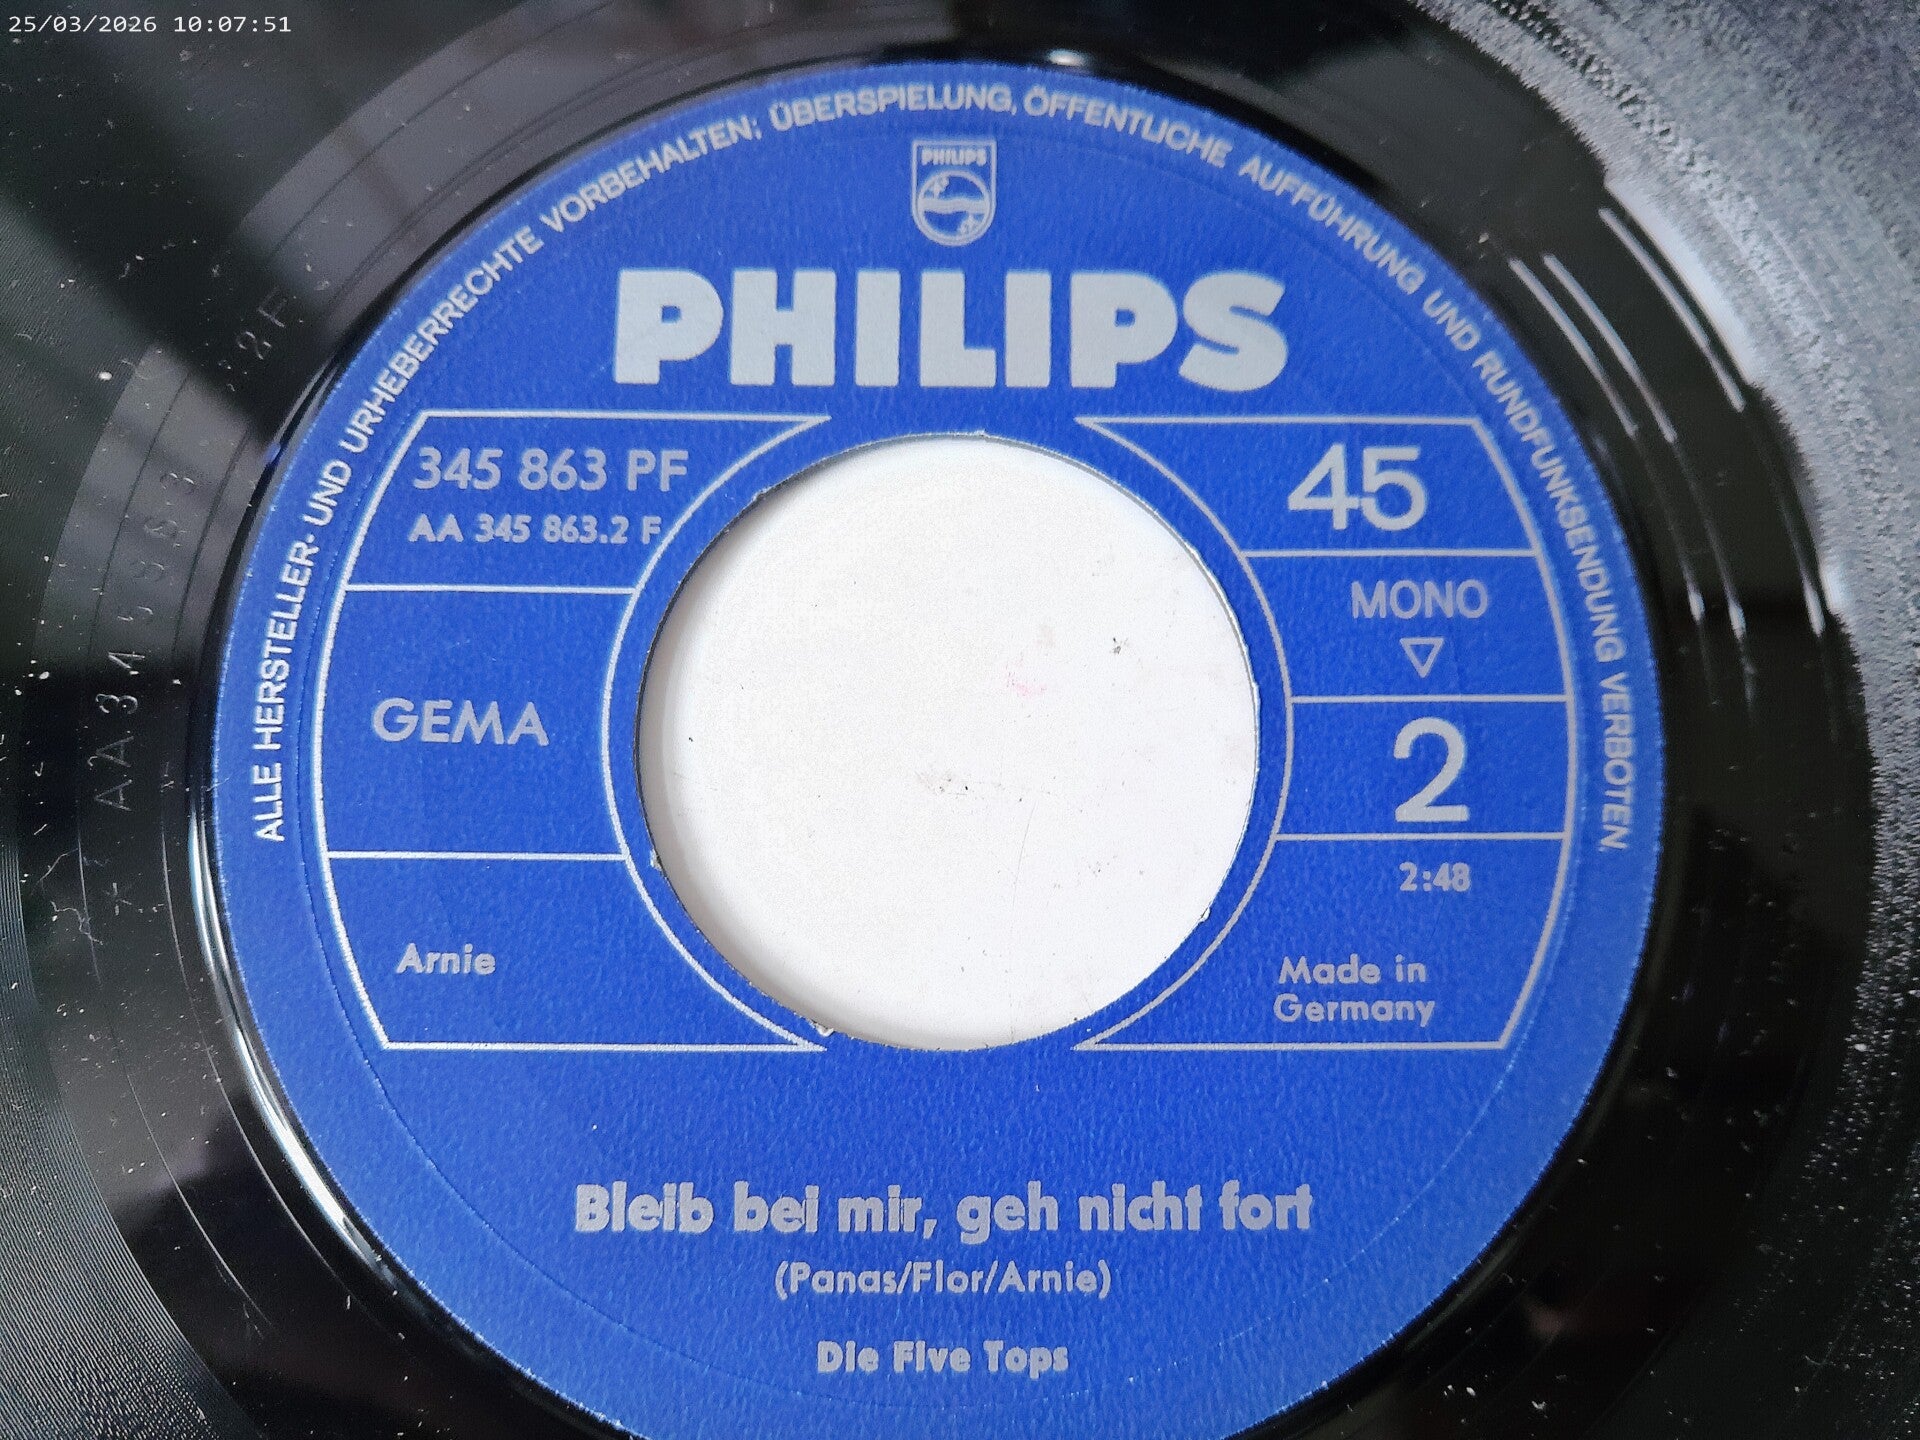 25/03/2026 10:07:51
ALLE HERSTELLER- UND URHEBERRECHTE VORBEHALTEN; ÜBERSPIELUNG, ÖFFENTLICHE AUFFÜHRUNG UND RUNDFUNKSENDUNG VERBOTEN.
PHILIPS
PHILIPS
345 863 PF
AA 345 863.2 F
45
MONO
GEMA
2
2:48
Arnie
Made in
Germany
Bleib bei mir, geh nicht fort
(Panas/Flor/Arnie)
Die Five Tops
AA345863
2F